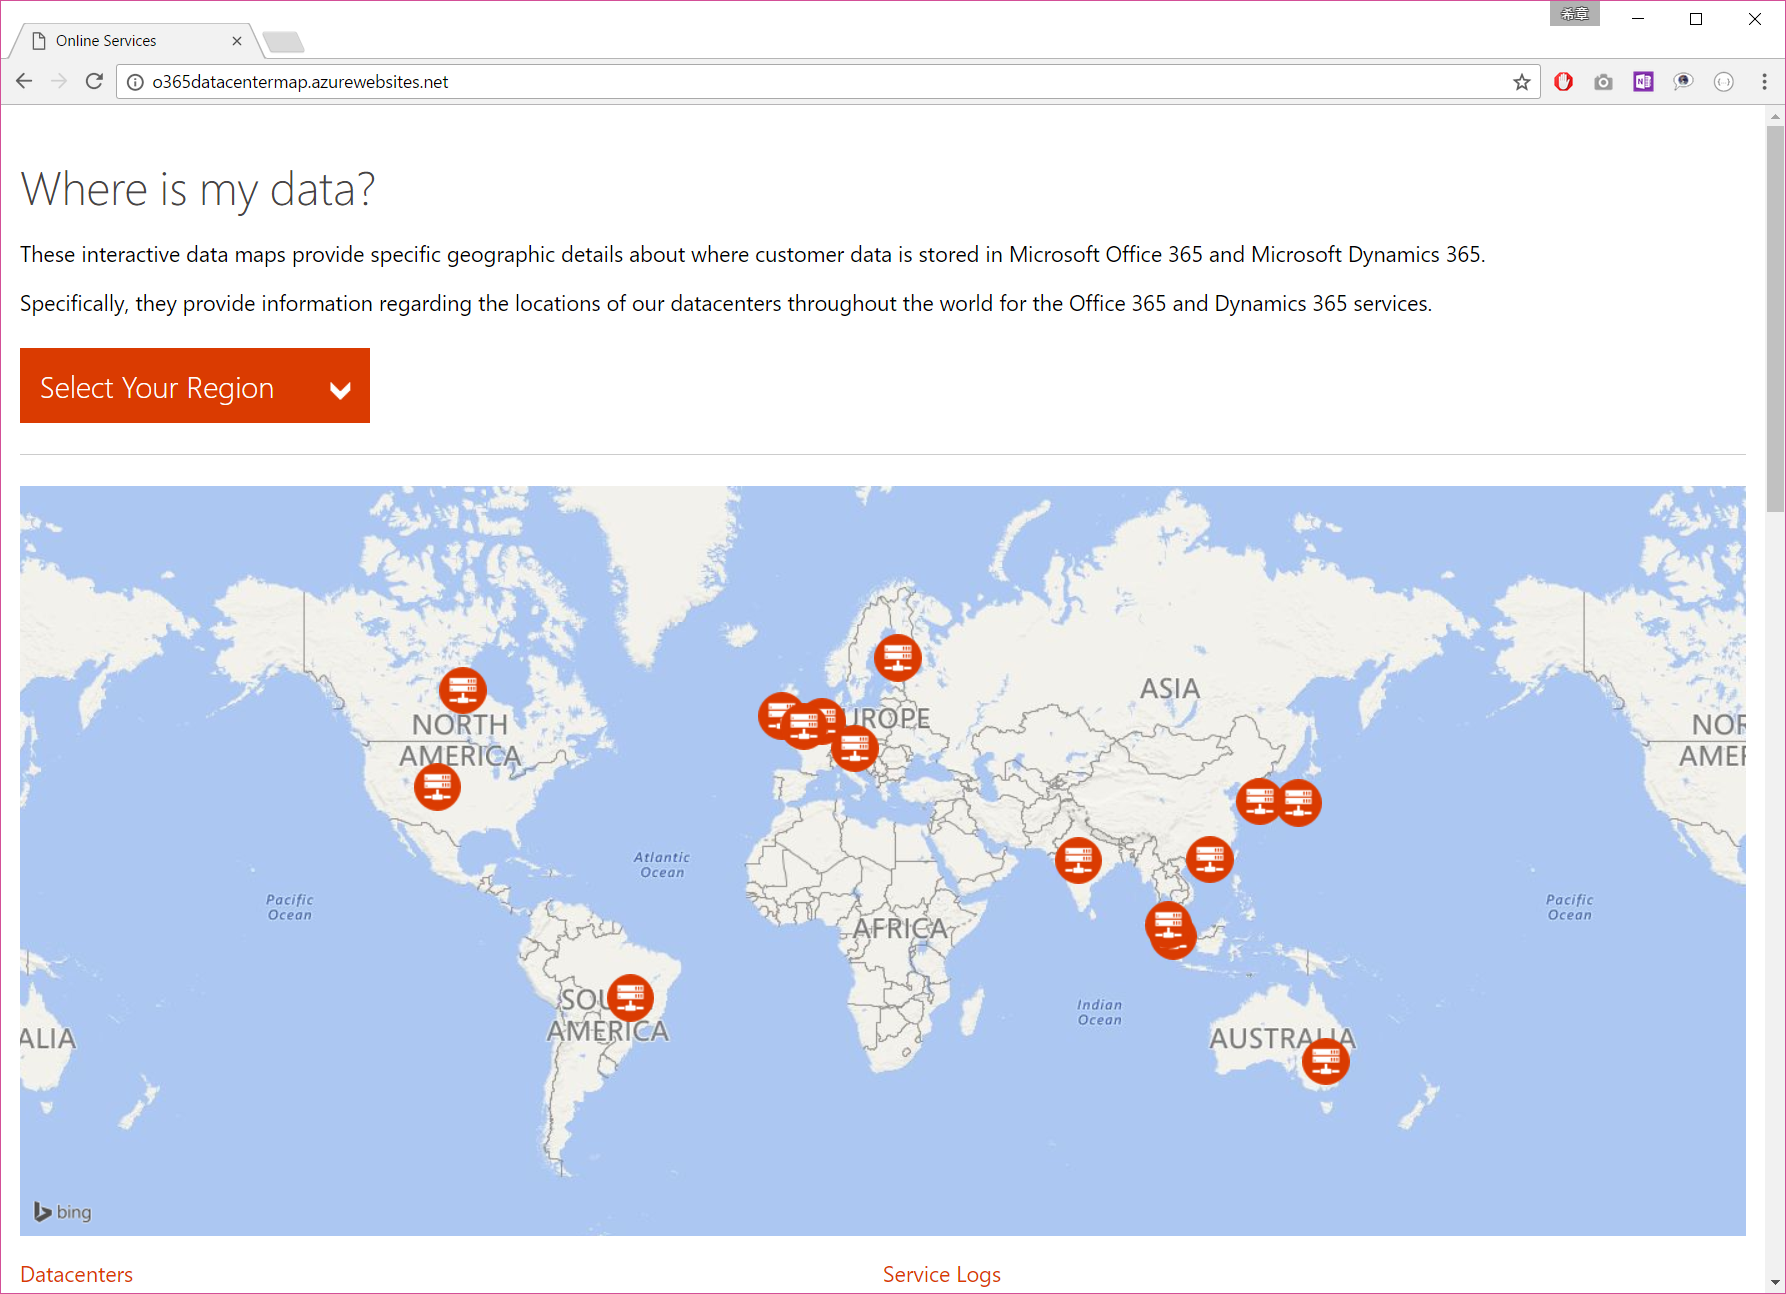 希章
Online Services
o365datacentermap.azurewebsites.net
Where is my data?
These interactive data maps provide specific geographic details about where customer data is stored in Microsoft Office 365 and Microsoft Dynamics 365.
Specifically, they provide information regarding the locations of our datacenters throughout the world for the Office 365 and Dynamics 365 services.
Select Your Region
ASIA
NORTH
AMERICA
UROPE
NOR
AMER
Atlantic
Ocean
Pacific
Ocean
Pacific
Ocean
AFRICA
SOU
AMERICA
Indian
Ocean
ALIA
AUSTRALIA
bing
Datacenters
Service Logs